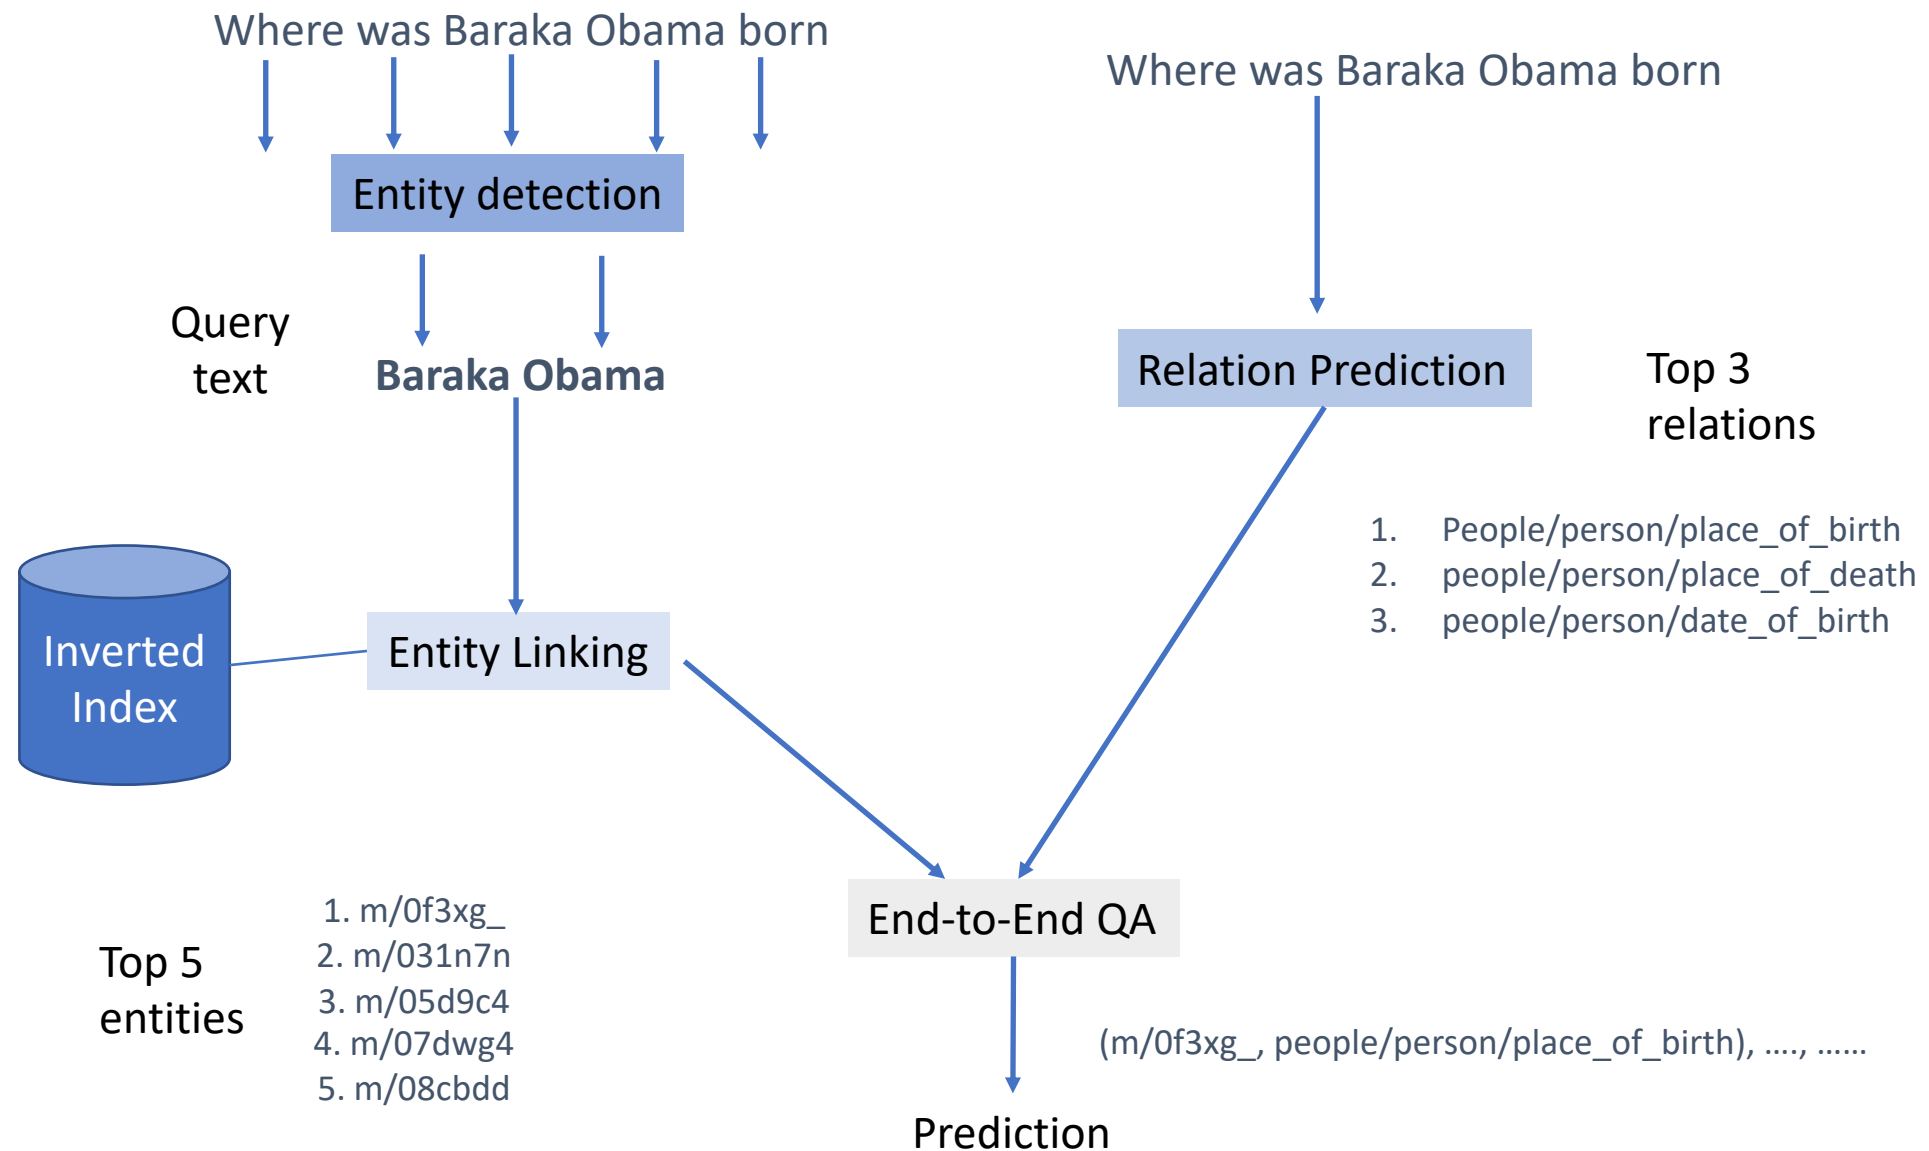 Where was Baraka Obama born
Entity detection
Query
text
Baraka Obama
Inverted
Index
Entity Linking
Top 5
entities
1. m/0f3xg_
2. m/031n7n
3. m/05d9c4
4. m/07dwg4
5. m/08cbdd
Where was Baraka Obama born
Relation Prediction
Top 3
relations
1. People/person/place_of_birth
2. people/person/place_of_death
3. people/person/date_of_birth
End-to-End QA
(m/0f3xg_, people/person/place_of_birth), …., ……
Prediction